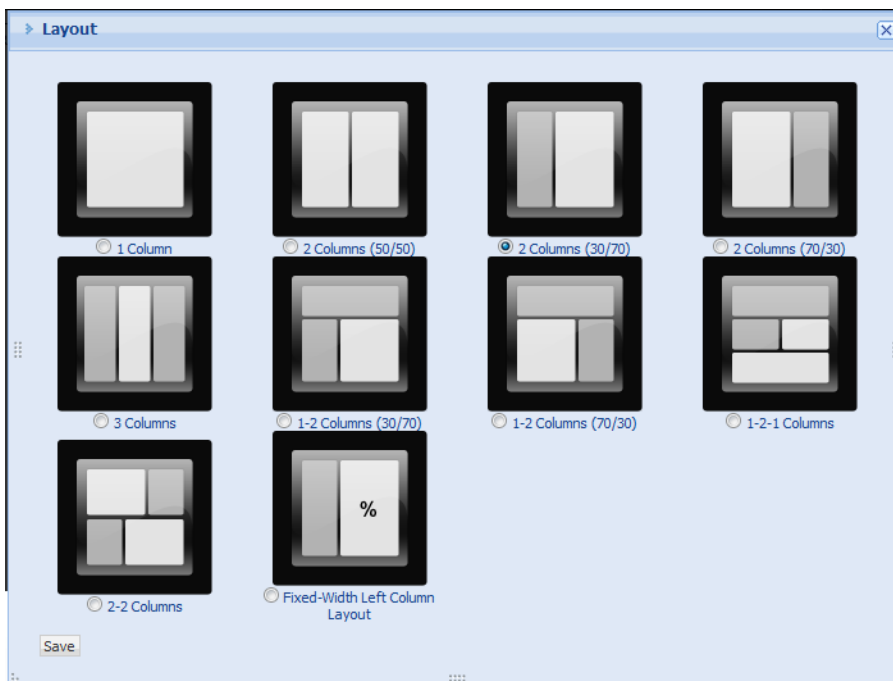 Layout
1 Column
2 Columns (50/50)
2 Columns (30/70)
2 Columns (70/30)
3 Columns
1-2 Columns (30/70)
1-2 Columns (70/30)
1-2-1 Columns
%
2-2 Columns
Fixed-Width Left Column
Layout
Save